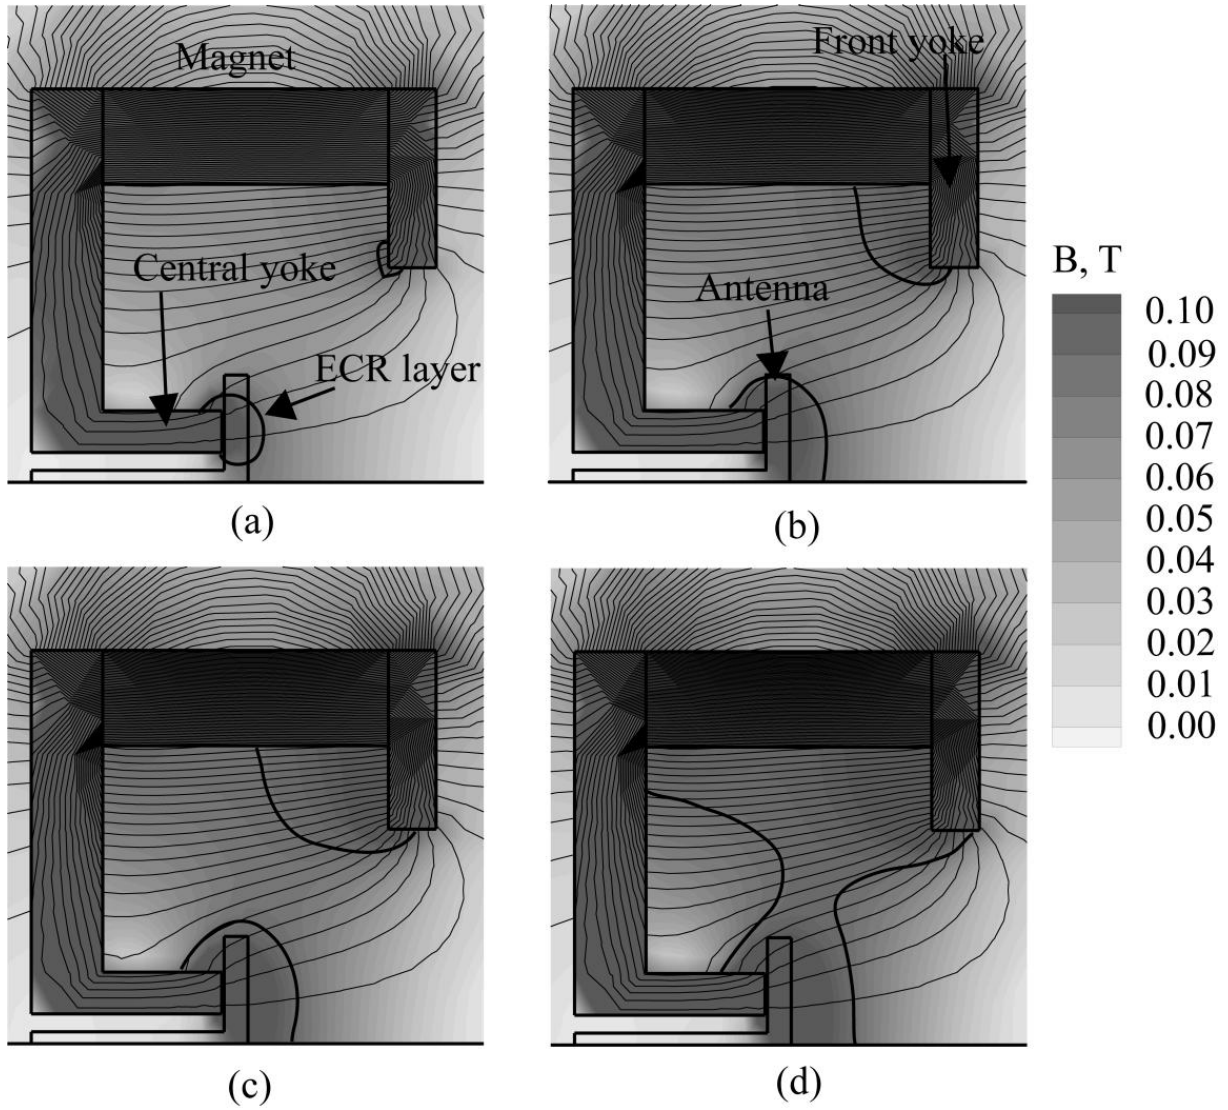 Magnet
Front yoke
Central yoke
Antenna
ECR layer
B, T
0.10
0.09
0.08
0.07
0.06
0.05
0.04
0.03
0.02
0.01
0.00
(a)
(b)
(c)
(d)